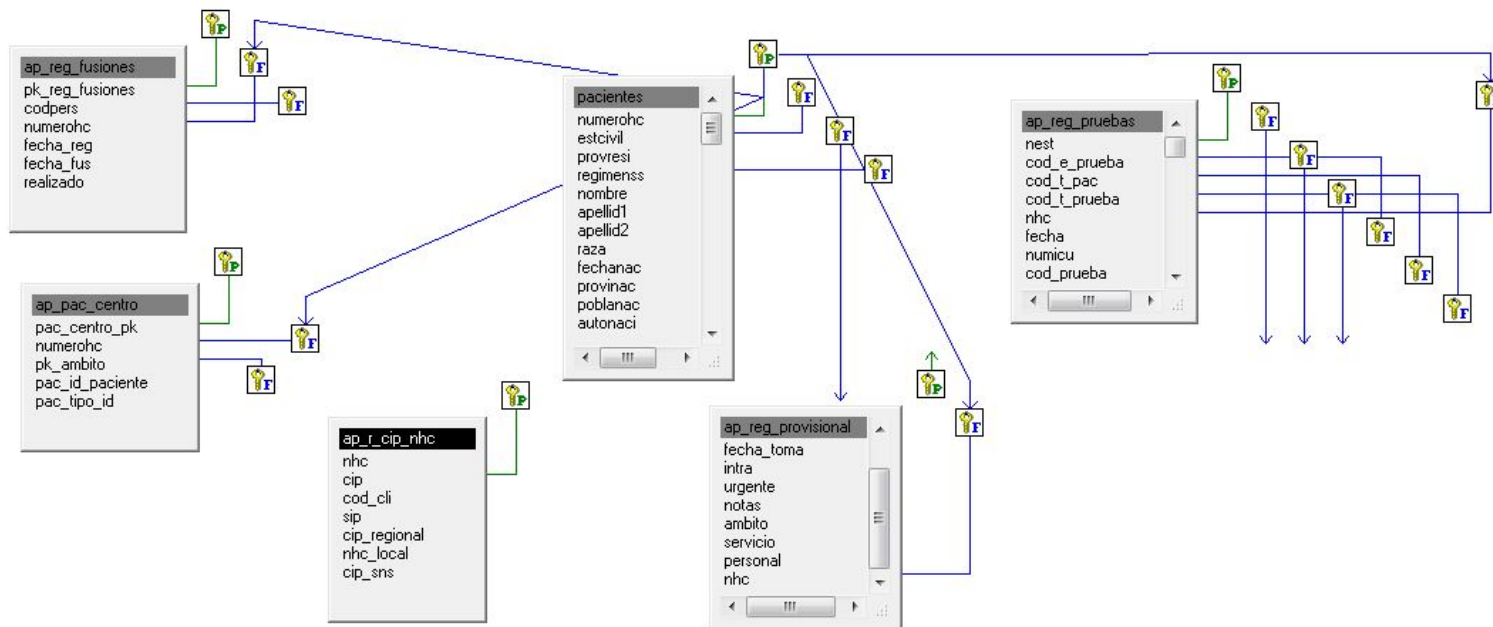 ap_reg_fusiones
pk_reg_fusiones
codpers
numerohc
fecha_reg
fecha_fus
realizado
pacientes
numerohc
estcivil
provresi
regimenss
nombre
apellid1
apellid2
raza
fechanac
provinac
poblanac
autonaci
ap_reg_pruebas
nest
cod_e_prueba
cod_t_pac
cod_t_prueba
nhc
fecha
numicu
cod_prueba
ap_pac_centro
pac_centro_pk
numerohc
pk_ambito
pac_id_paciente
pac_tipo_id
ap_r_cip_nhc
nhc
cip
cod_cli
sip
cip_regional
nhc_local
cip_sns
ap_reg_provisional
fecha_toma
intra
urgente
notas
ambito
servicio
personal
nhc
P
F
F
P
F
F
F
P
F
F
F
F
F
F
F
P
F
F
P
P
F